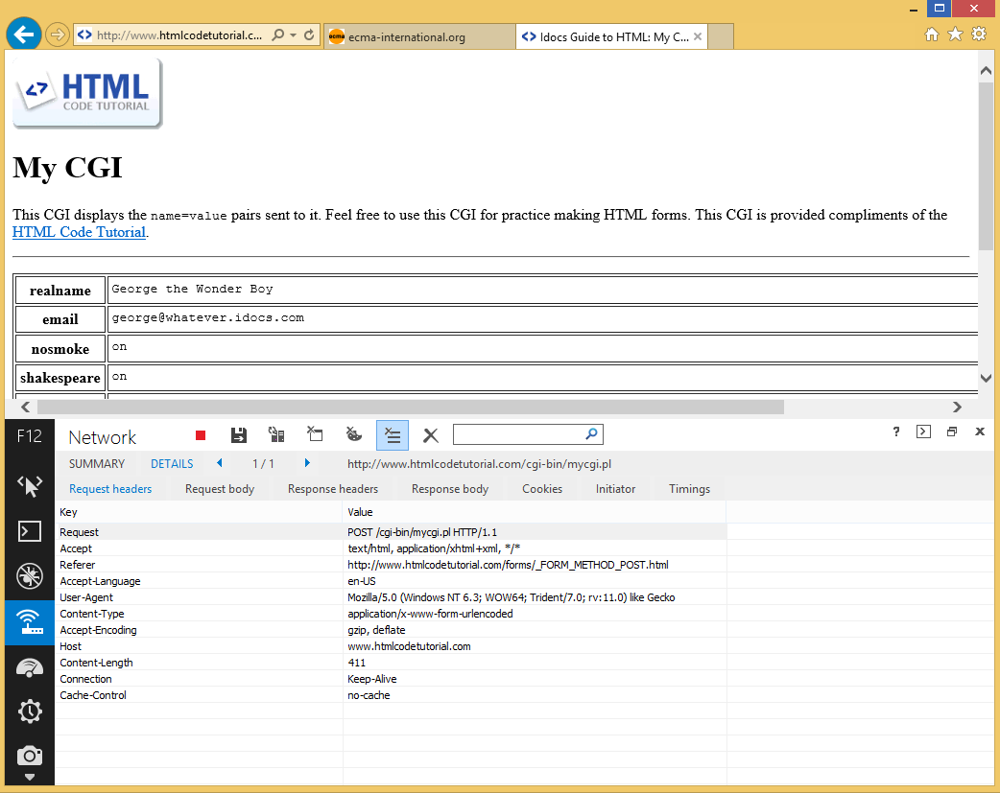 http://www.htmlcodetutorial.c...
ecma-international.org
Idocs Guide to HTML: My C...
HTML
CODE TUTORIAL
My CGI
This CGI displays the name=value pairs sent to it. Feel free to use this CGI for practice making HTML forms. This CGI is provided compliments of the
HTML Code Tutorial.
realname George the Wonder Boy
email george@whatever.idocs.com
nosmoke on
shakespeare on
F12 Network
SUMMARY DETAILS 1 / 1 http://www.htmlcodetutorial.com/cgi-bin/mycgi.pl
Request headers Request body Response headers Response body Cookies Initiator Timings
Key Value
Request POST /cgi-bin/mycgi.pl HTTP/1.1
Accept text/html, application/xhtml+xml, */*
Referer http://www.htmlcodetutorial.com/forms/_FORM_METHOD_POST.html
Accept-Language en-US
User-Agent Mozilla/5.0 (Windows NT 6.3; WOW64; Trident/7.0; rv:11.0) like Gecko
Content-Type application/x-www-form-urlencoded
Accept-Encoding gzip, deflate
Host www.htmlcodetutorial.com
Content-Length 411
Connection Keep-Alive
Cache-Control no-cache